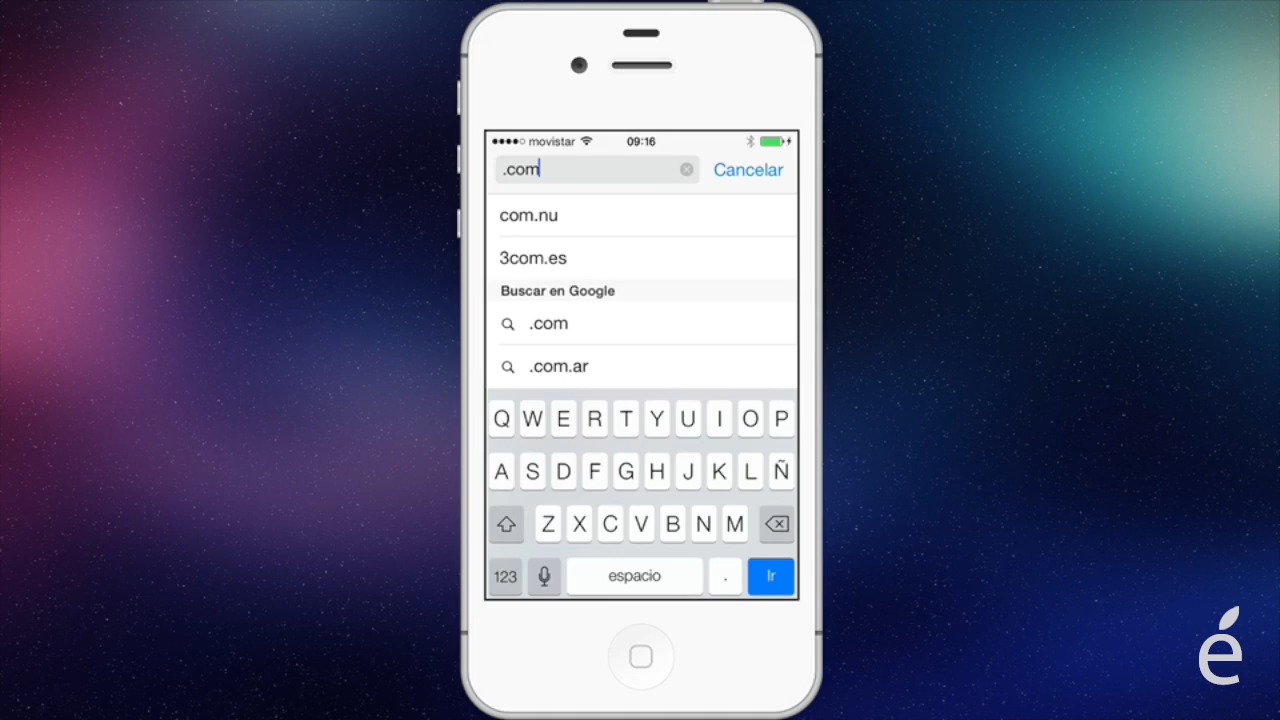 movistar 09:16
.com Cancelar
com.nu
3com.es
Buscar en Google
.com
.com.ar
Q W E R T Y U I O P
A S D F G H J K L Ñ
Z X C V B N M
123 espacio . Ir
é